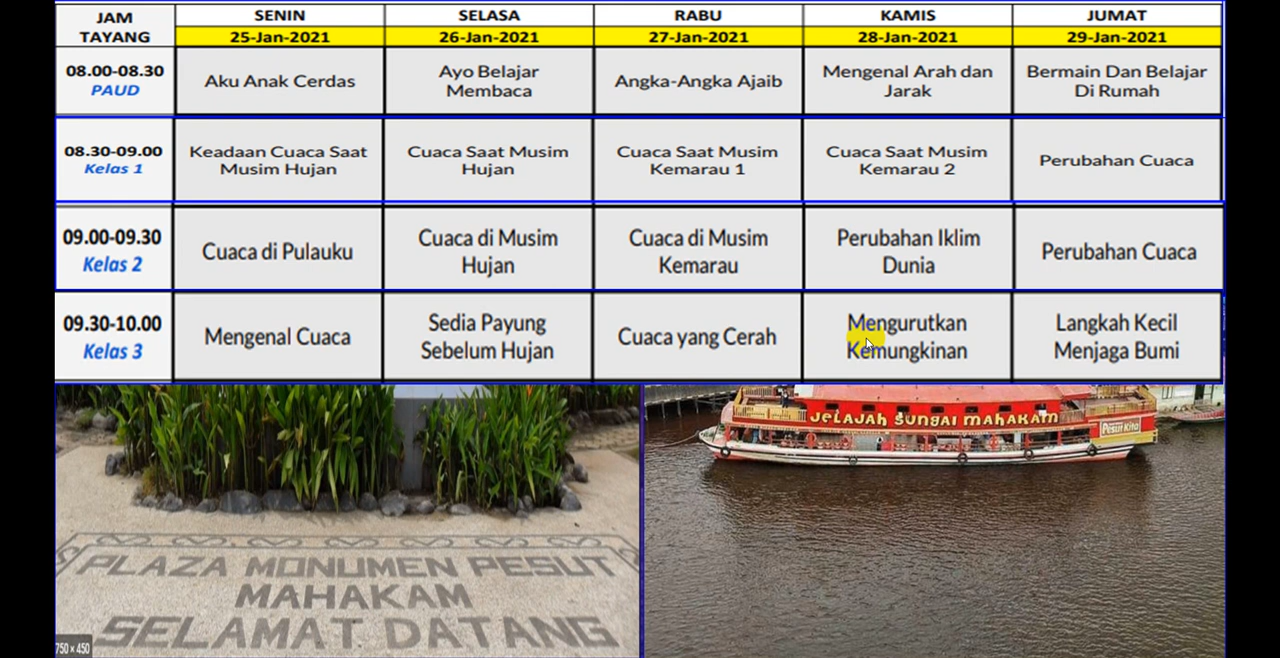 JAM
TAYANG
SENIN
SELASA
RABU
KAMIS
JUMAT
25-Jan-2021
26-Jan-2021
27-Jan-2021
28-Jan-2021
29-Jan-2021
08.00-08.30
PAUD
Aku Anak Cerdas
Ayo Belajar
Membaca
Angka-Angka Ajaib
Mengenal Arah dan
Jarak
Bermain Dan Belajar
Di Rumah
08.30-09.00
Kelas 1
Keadaan Cuaca Saat
Musim Hujan
Cuaca Saat Musim
Hujan
Cuaca Saat Musim
Kemarau 1
Cuaca Saat Musim
Kemarau 2
Perubahan Cuaca
09.00-09.30
Kelas 2
Cuaca di Pulauku
Cuaca di Musim
Hujan
Cuaca di Musim
Kemarau
Perubahan Iklim
Dunia
Perubahan Cuaca
09.30-10.00
Kelas 3
Mengenal Cuaca
Sedia Payung
Sebelum Hujan
Cuaca yang Cerah
Mengurutkan
Kemungkinan
Langkah Kecil
Menjaga Bumi
PLAZA MONUMEN PESUT
MAHAKAM
SELAMAT DATANG
750 × 450
JELAJAH SUNGAI MAHAKAM
Pesut Kita